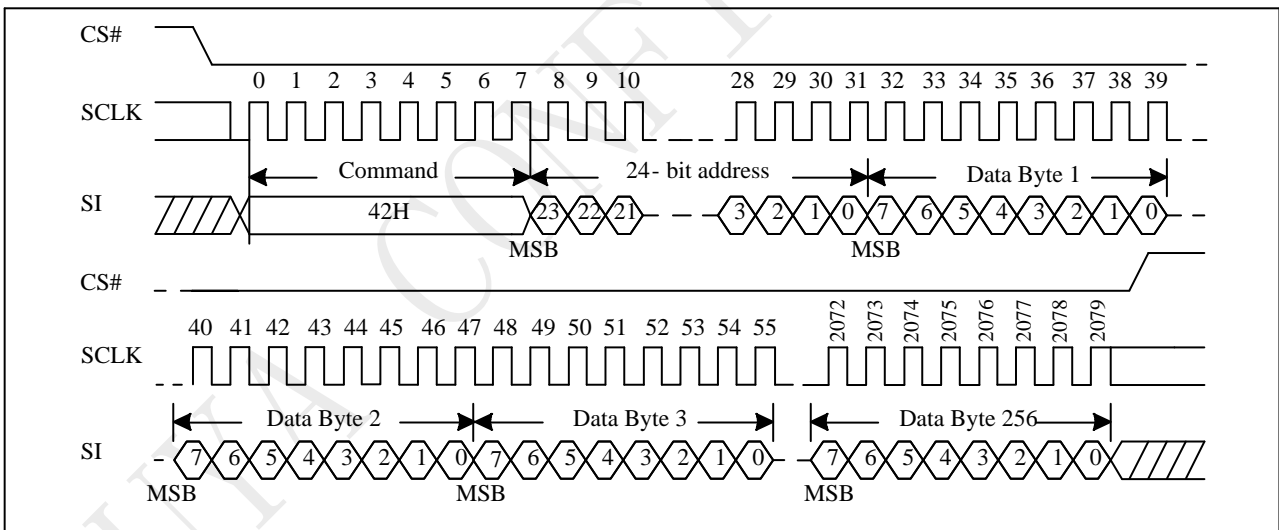 CS#
0 1 2 3 4 5 6 7 8 9 10 28 29 30 31 32 33 34 35 36 37 38 39
SCLK
Command 24- bit address Data Byte 1
SI 42H 23 22 21 3 2 1 0 7 6 5 4 3 2 1 0
MSB MSB
CS#
40 41 42 43 44 45 46 47 48 49 50 51 52 53 54 55 2072 2073 2074 2075 2076 2077 2078 2079
SCLK
Data Byte 2 Data Byte 3 Data Byte 256
SI 7 6 5 4 3 2 1 0 7 6 5 4 3 2 1 0 7 6 5 4 3 2 1 0
MSB MSB MSB